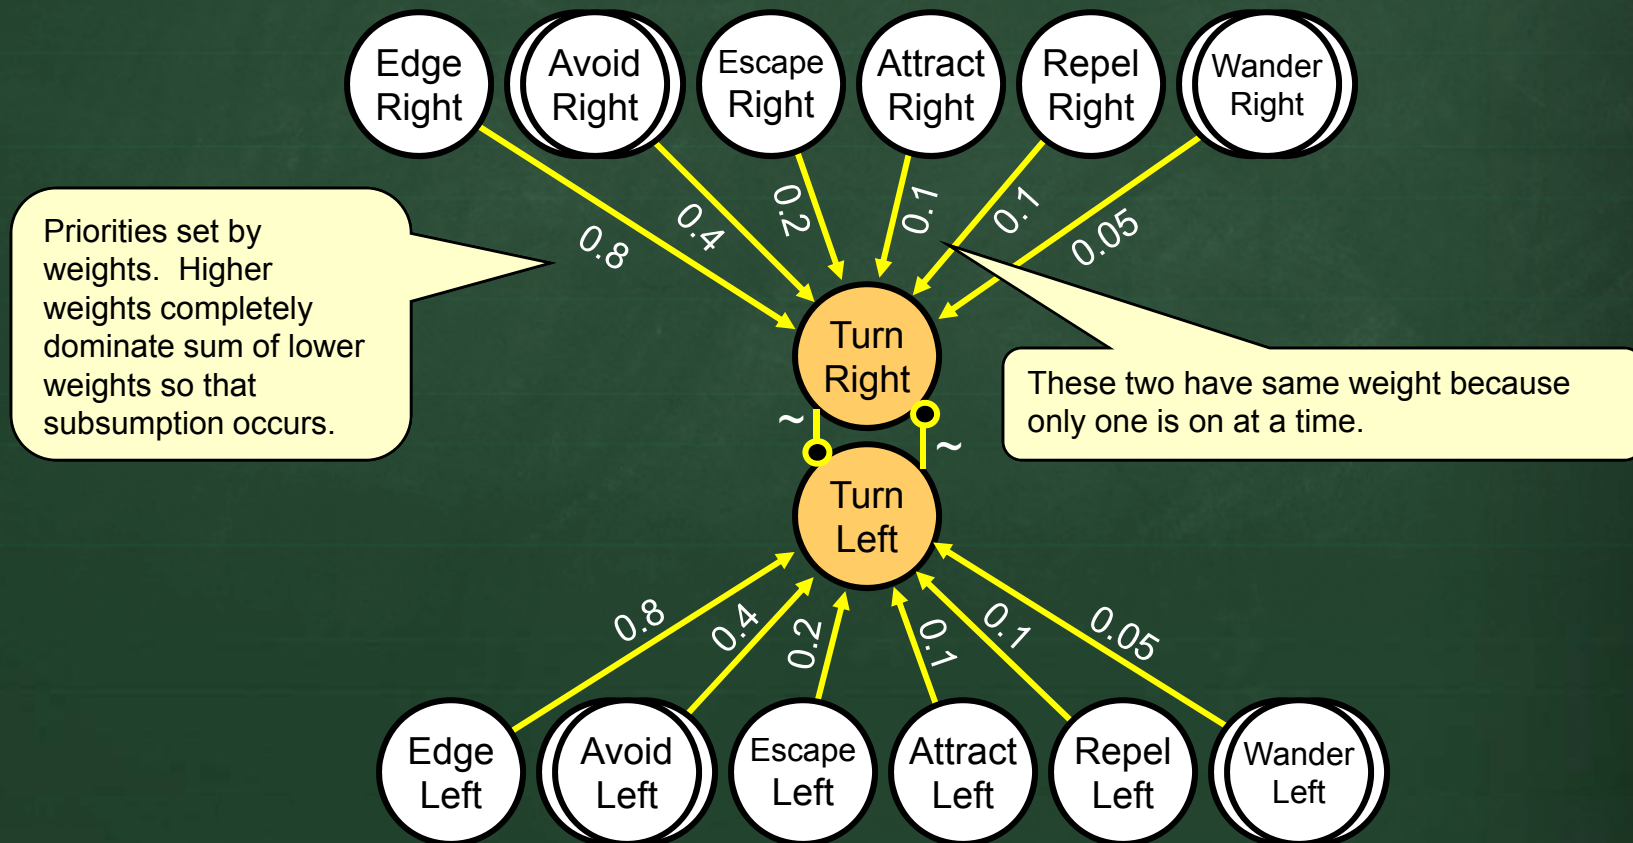 Edge
Right
Avoid
Right
Escape
Right
Attract
Right
Repel
Right
Wander
Right
0.8
0.4
0.2
0.1
0.1
0.05
Priorities set by
weights.  Higher
weights completely
dominate sum of lower
weights so that
subsumption occurs.
Turn
Right
These two have same weight because
only one is on at a time.
~
~
Turn
Left
0.8
0.4
0.2
0.1
0.1
0.05
Edge
Left
Avoid
Left
Escape
Left
Attract
Left
Repel
Left
Wander
Left